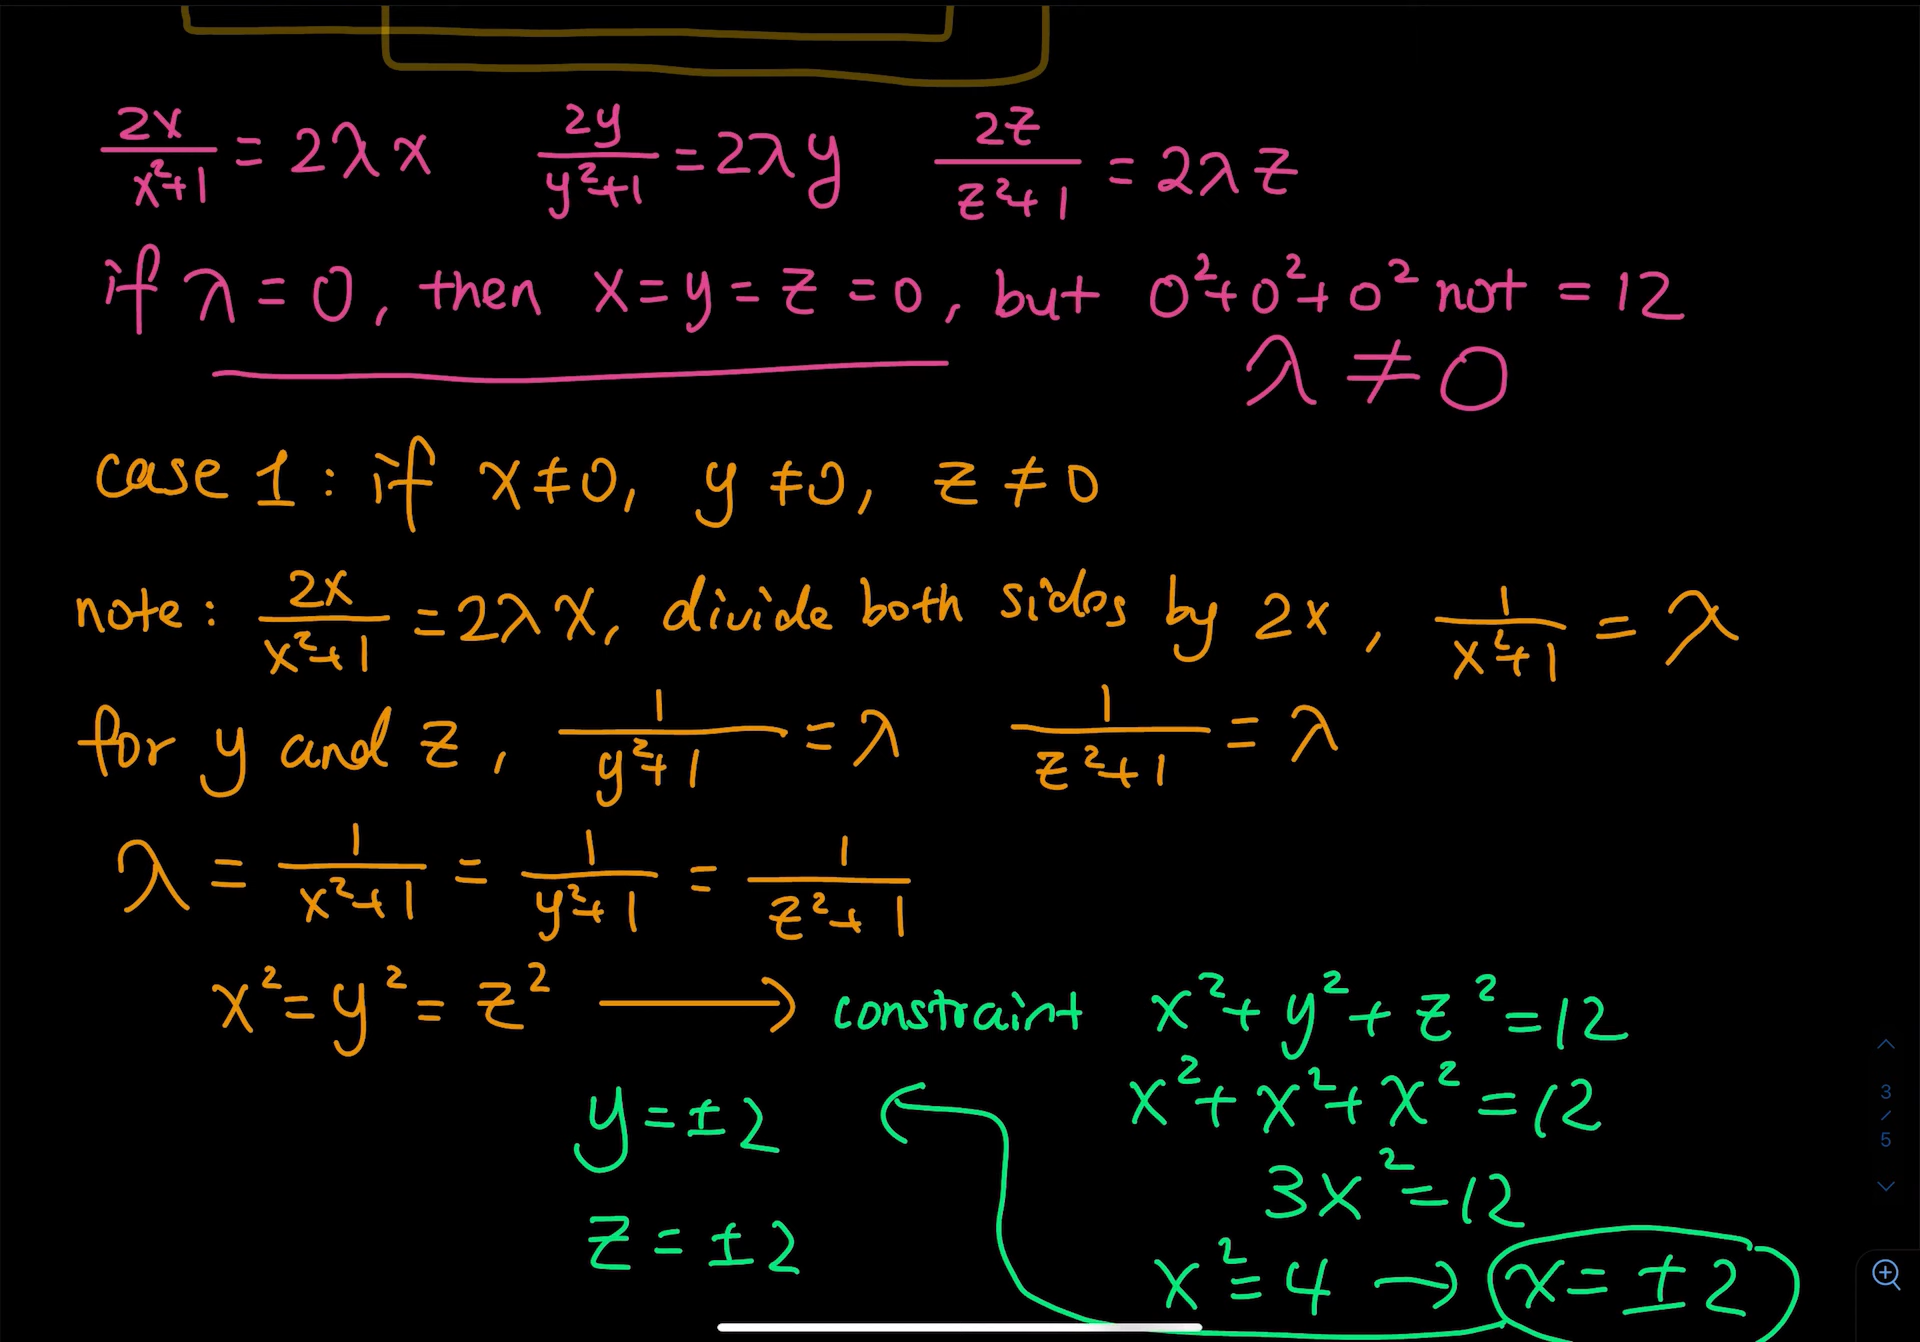 2x/(x²+1) = 2λx   2y/(y²+1) = 2λy   2z/(z²+1) = 2λz
if λ = 0, then x = y = z = 0, but 0²+0²+0² not = 12
λ ≠ 0
case 1: if x≠0, y≠0, z≠0
note: 2x/(x²+1) = 2λx, divide both sides by 2x, 1/(x²+1) = λ
for y and z, 1/(y²+1) = λ   1/(z²+1) = λ
λ = 1/(x²+1) = 1/(y²+1) = 1/(z²+1)
x² = y² = z² → constraint x²+y²+z²=12
x²+x²+x²=12
3x²=12
x²=4 → x=±2
y=±2
z=±2
3
/
5